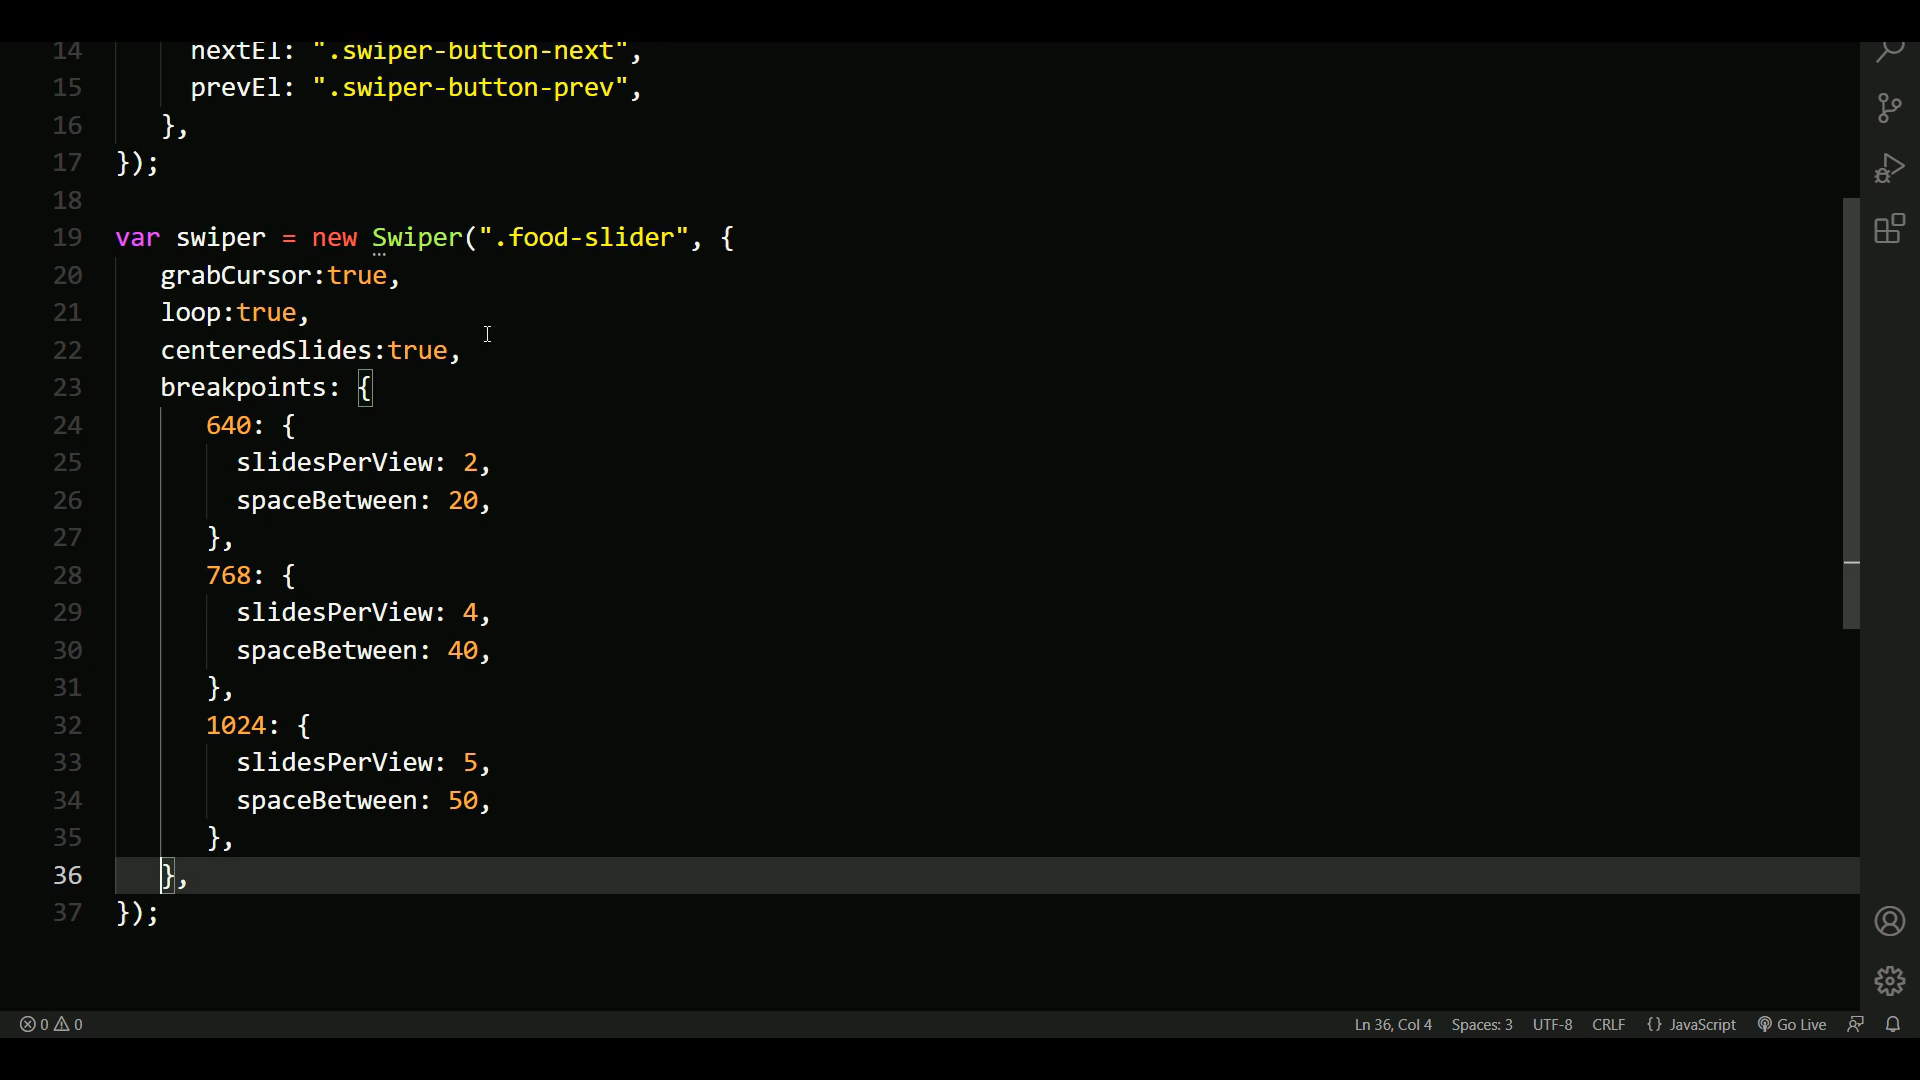 14 nextEl: ".swiper-button-next",
15 prevEl: ".swiper-button-prev",
16 },
17 });
18
19 var swiper = new Swiper(".food-slider", {
20 grabCursor:true,
21 loop:true,
22 centeredSlides:true,
23 breakpoints: {
24 640: {
25 slidesPerView: 2,
26 spaceBetween: 20,
27 },
28 768: {
29 slidesPerView: 4,
30 spaceBetween: 40,
31 },
32 1024: {
33 slidesPerView: 5,
34 spaceBetween: 50,
35 },
36 },
37 });
0 0 Ln 36, Col 4 Spaces: 3 UTF-8 CRLF {} JavaScript Go Live